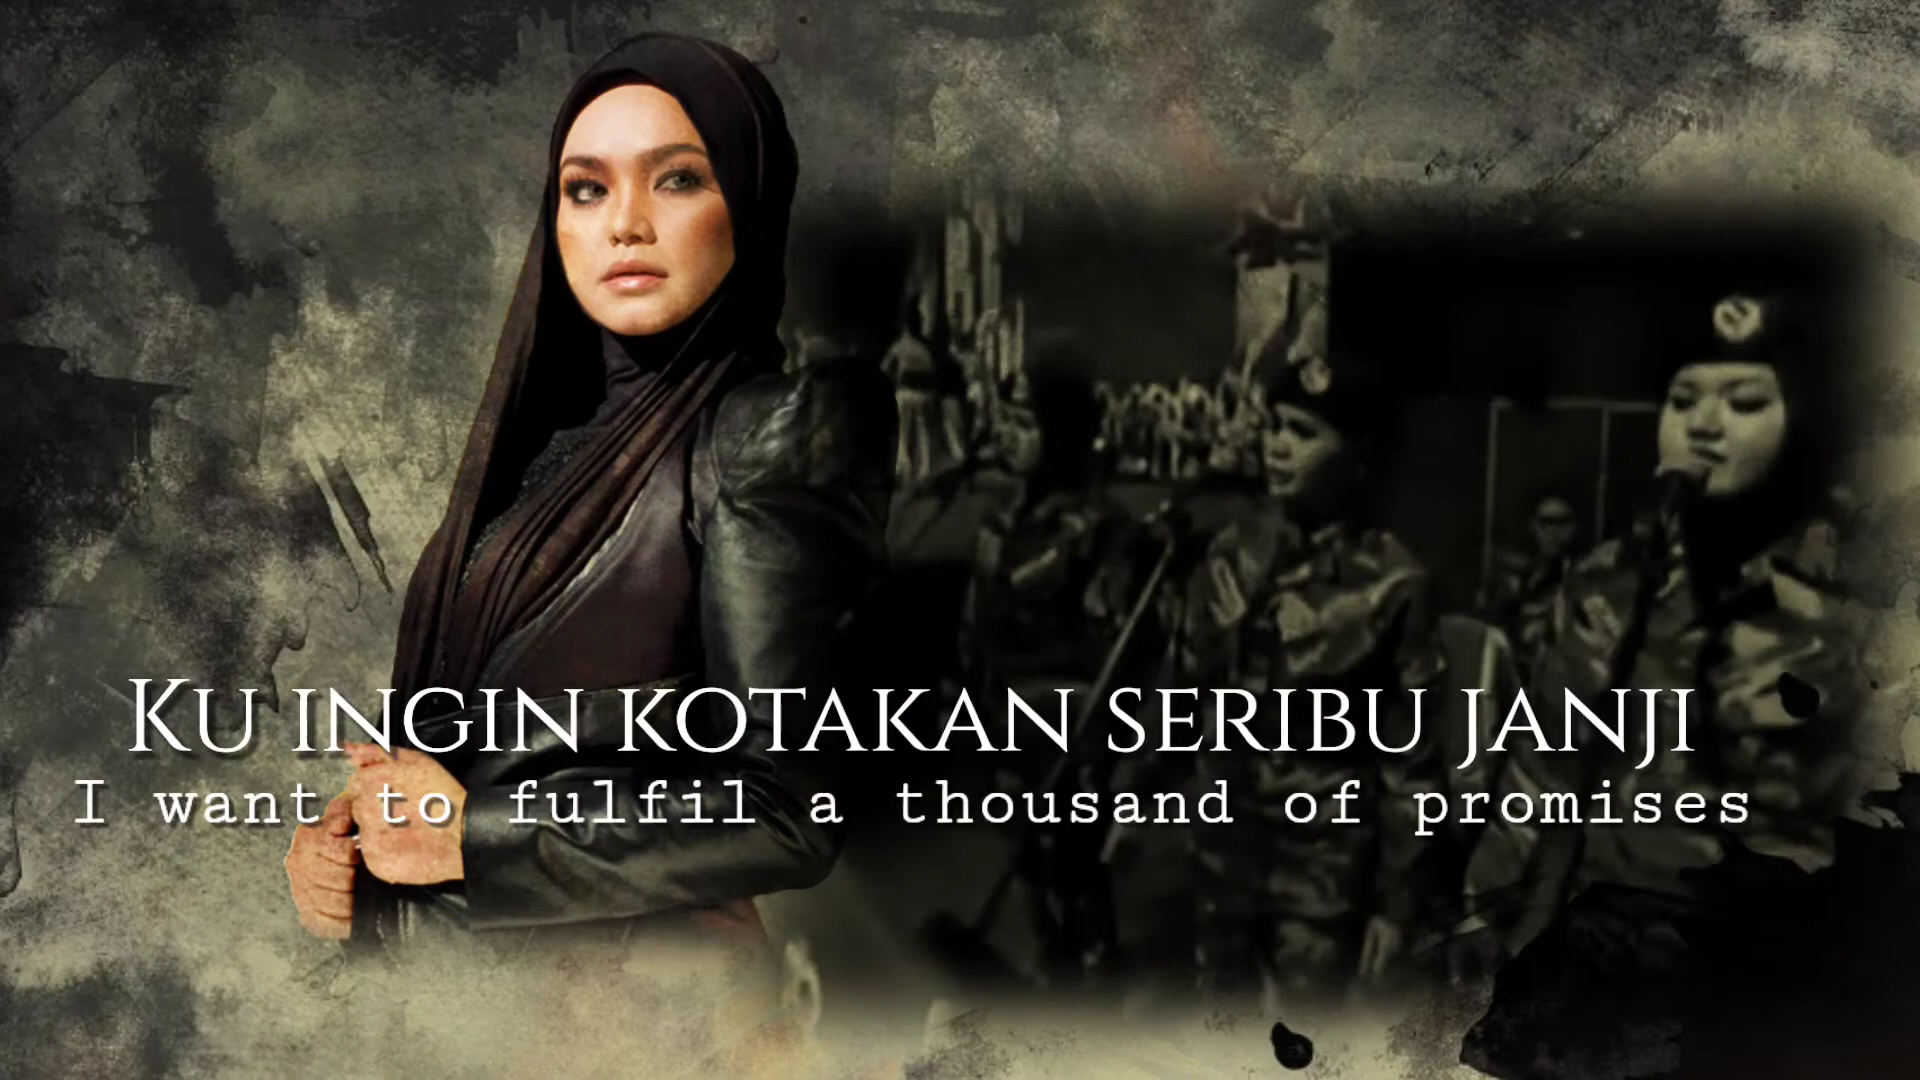 Ku ingin kotakan seribu janji
I want to fulfil a thousand of promises